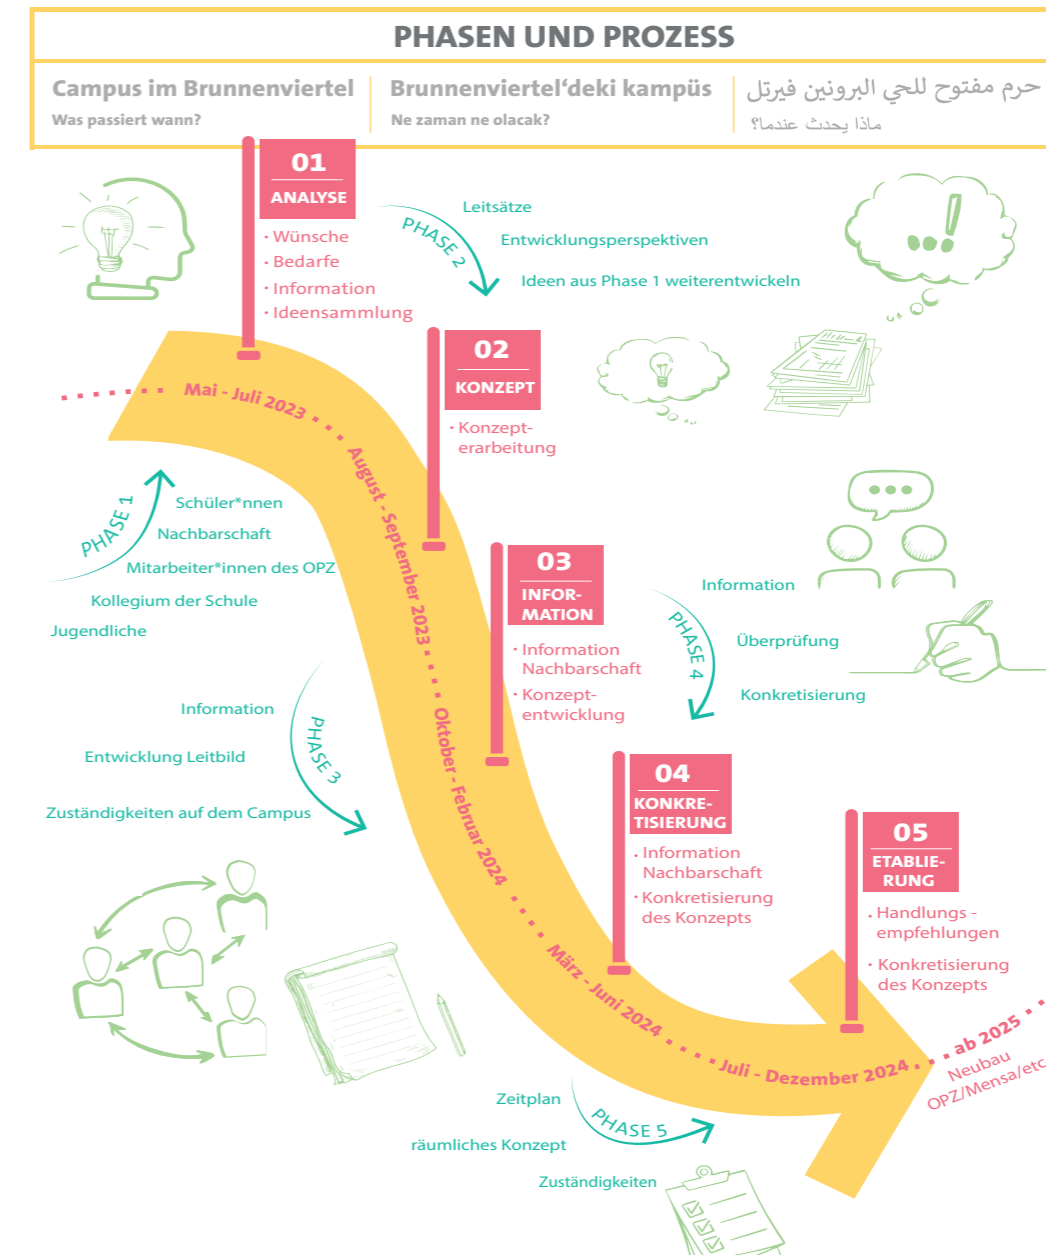 PHASEN UND PROZESS
Campus im Brunnenviertel
Was passiert wann?
Brunnenviertel‘deki kampüs
Ne zaman ne olacak?
حرم مفتوح للحي البرونين فيرتل
ماذا يحدث عندما؟
01
ANALYSE
· Wünsche
· Bedarfe
· Information
· Ideensammlung
PHASE 2
Leitsätze
Entwicklungsperspektiven
Ideen aus Phase 1 weiterentwickeln
02
KONZEPT
· Konzept-
erarbeitung
Mai - Juli 2023
August - September 2023
PHASE 1
Schüler*nnen
Nachbarschaft
Mitarbeiter*innen des OPZ
Kollegium der Schule
Jugendliche
03
INFOR-
MATION
· Information
Nachbarschaft
· Konzept-
entwicklung
PHASE 4
Information
Überprüfung
Konkretisierung
PHASE 3
Information
Entwicklung Leitbild
Zuständigkeiten auf dem Campus
Oktober - Februar 2024
04
KONKRE-
TISIERUNG
· Information
Nachbarschaft
· Konkretisierung
des Konzepts
05
ETABLIE-
RUNG
· Handlungs -
empfehlungen
· Konkretisierung
des Konzepts
März - Juni 2024
Juli - Dezember 2024
ab 2025
Neubau
OPZ/Mensa/etc
PHASE 5
Zeitplan
räumliches Konzept
Zuständigkeiten